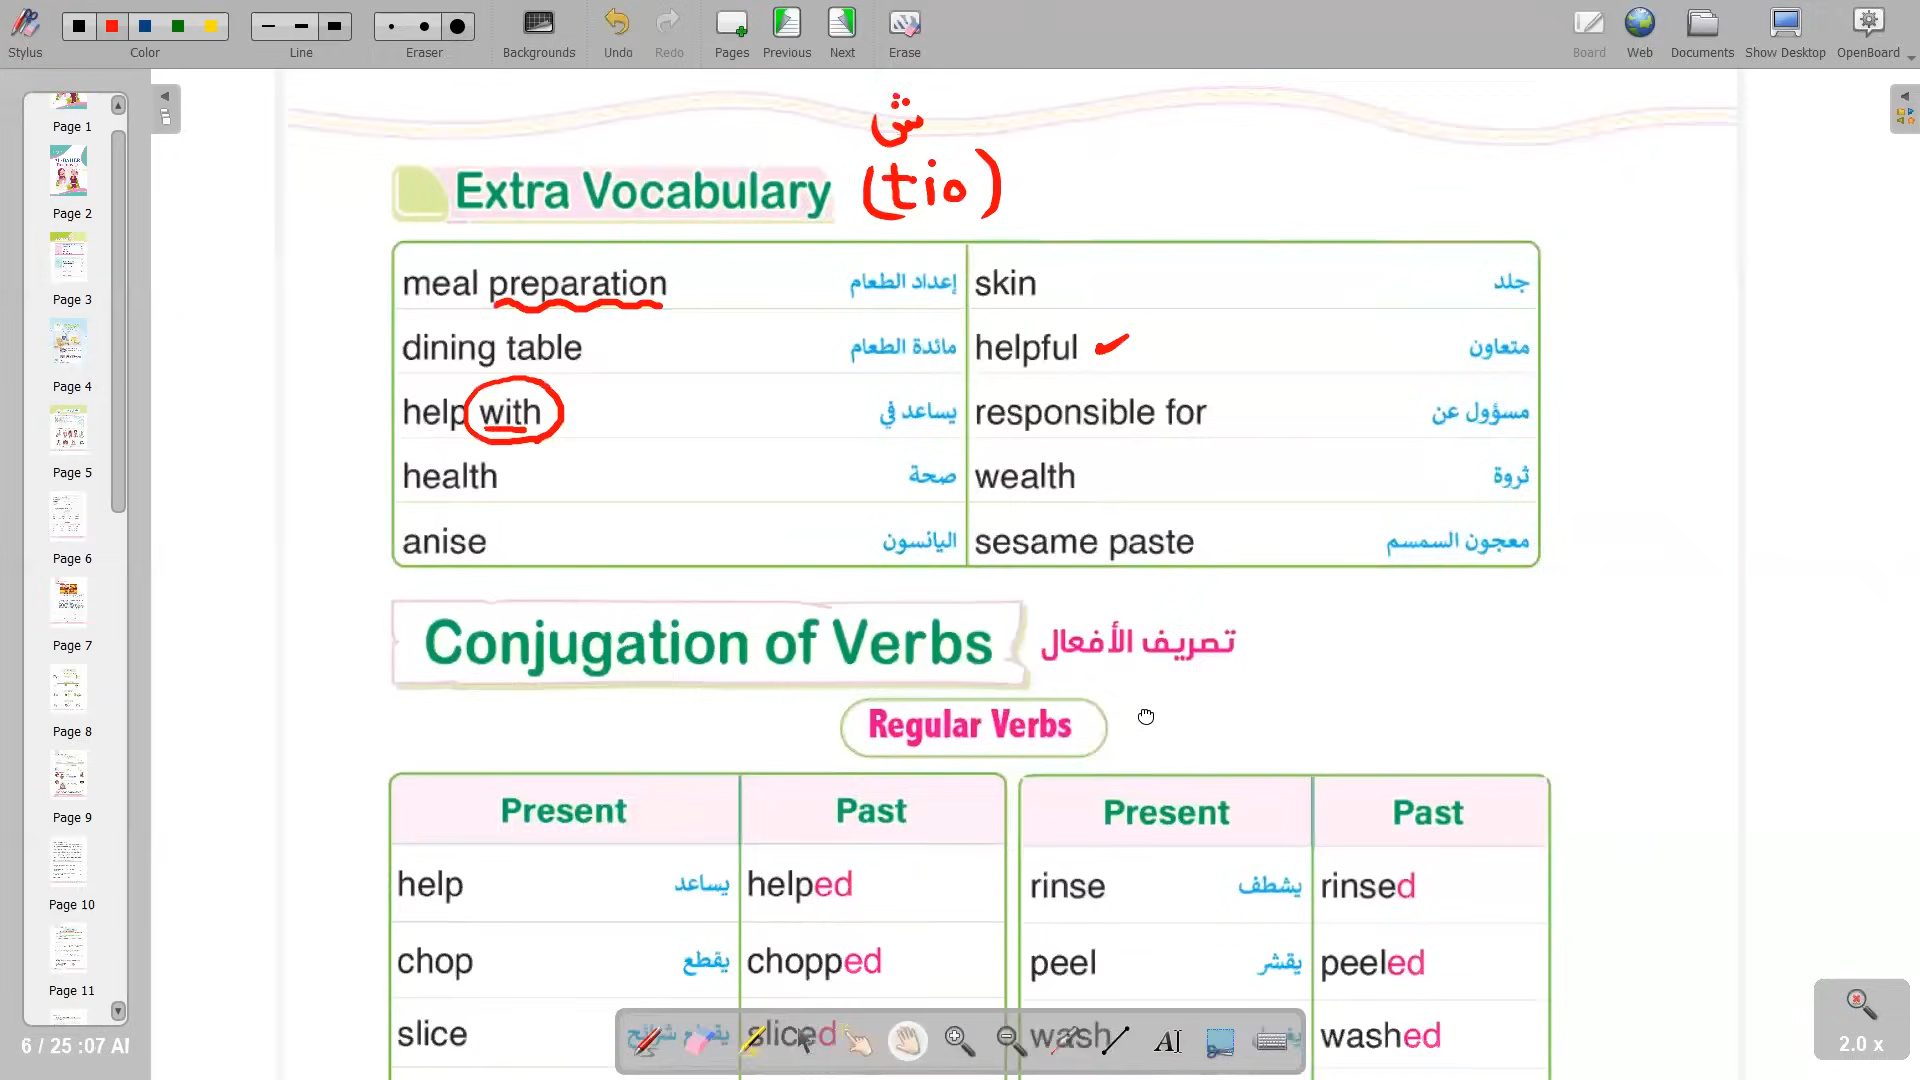 Stylus Color Line Eraser Backgrounds Undo Redo Pages Previous Next Erase Board Web Documents Show Desktop OpenBoard
Page 1
Page 2
Page 3
Page 4
Page 5
Page 6
Page 7
Page 8
Page 9
Page 10
Page 11
ش
Extra Vocabulary (tio)
meal preparation إعداد الطعام skin جلد
dining table مائدة الطعام helpful متعاون
help with يساعد في responsible for مسؤول عن
health صحة wealth ثروة
anise اليانسون sesame paste معجون السمسم
Conjugation of Verbs تصريف الأفعال
Regular Verbs
Present Past Present Past
help يساعد helped rinse يشطف rinsed
chop يقطع chopped peel يقشر peeled
slice يقطع شرائح sliced wash washed
6 / 25 :07 AM
2.0 x